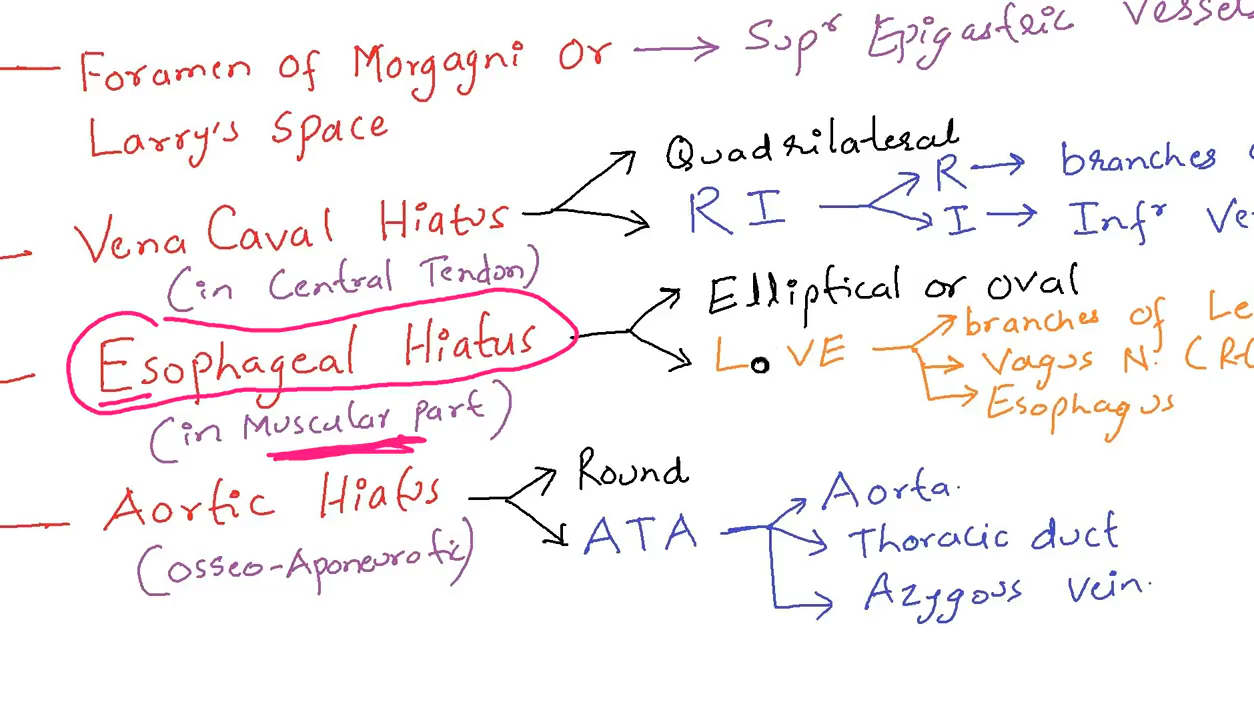 Foramen of Morgagni Or → Supʳ Epigastric Vessels
Larry's Space
Vena Caval Hiatus
(in Central Tendon)
Quadrilateral
R I
R → branches
I → Infʳ
Esophageal Hiatus
(in Muscular part)
Elliptical or oval
LoVE
branches of
Vagus N.
Esophagus
Aortic Hiatus
(osseo-Aponeurotic)
Round
ATA
Aorta.
Thoracic duct
Azygous vein.